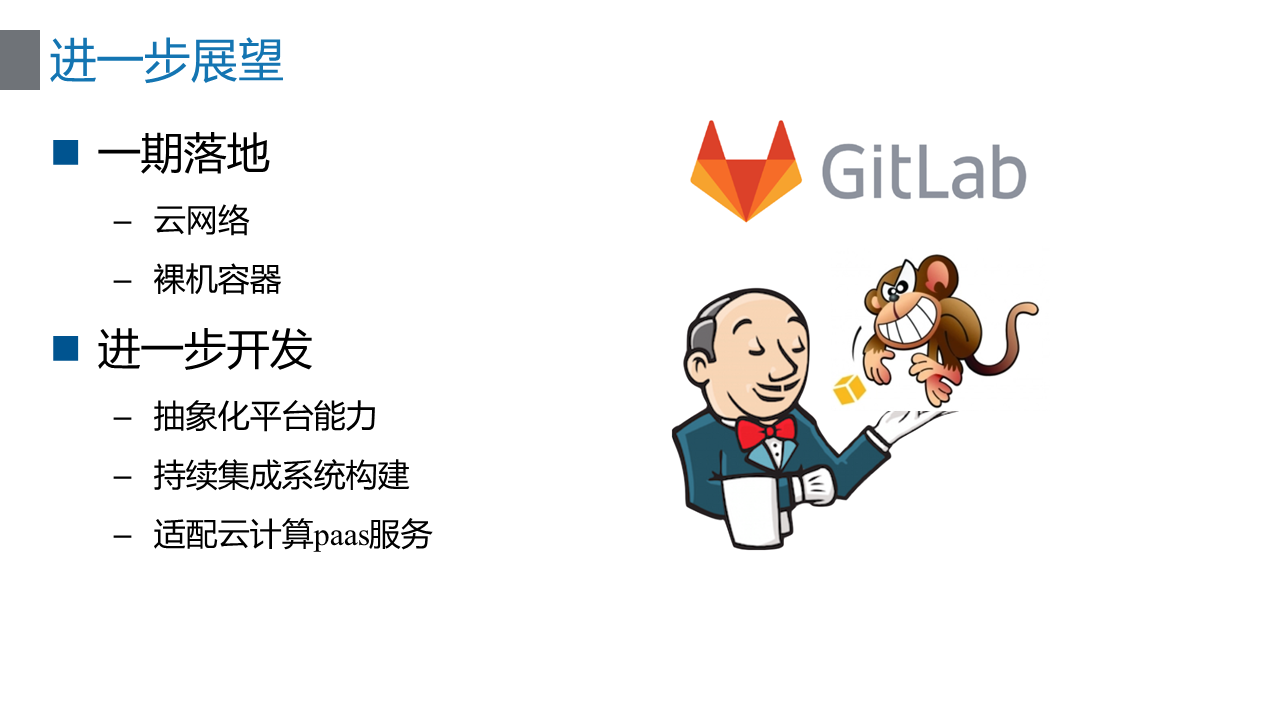 进一步展望
一期落地
– 云网络
– 裸机容器
进一步开发
– 抽象化平台能力
– 持续集成系统构建
– 适配云计算paas服务
GitLab